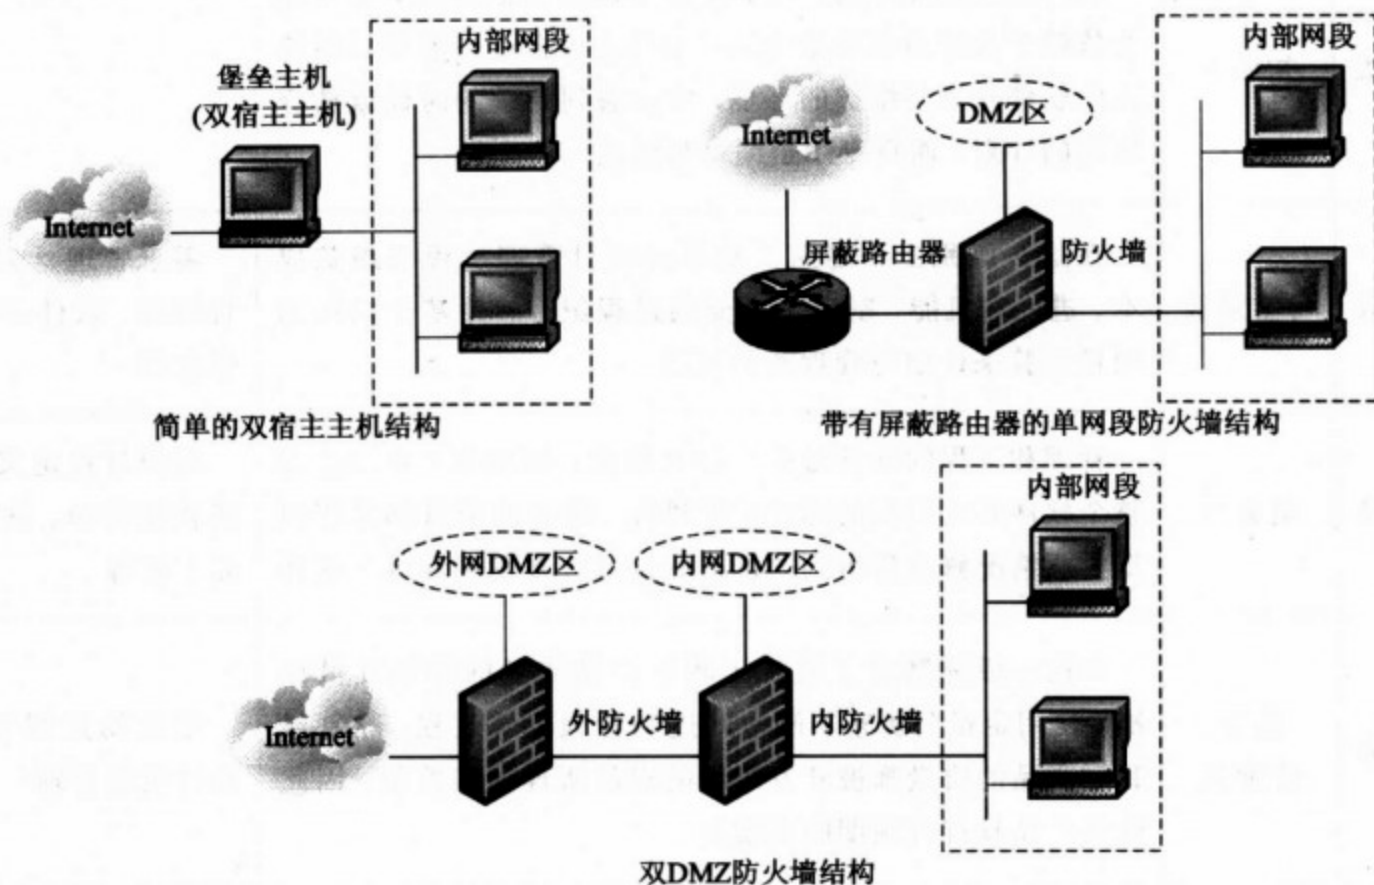 内部网段
堡垒主机
(双宿主主机)
Internet
简单的双宿主主机结构
内部网段
Internet
DMZ区
屏蔽路由器
防火墙
带有屏蔽路由器的单网段防火墙结构
内部网段
外网DMZ区
内网DMZ区
Internet
外防火墙
内防火墙
双DMZ防火墙结构